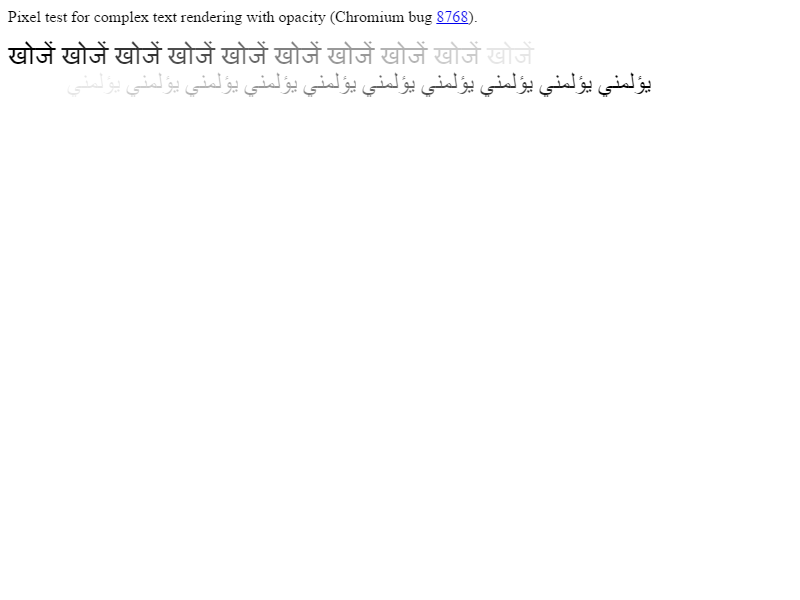 Pixel test for complex text rendering with opacity (Chromium bug 8768).
खोजें खोजें खोजें खोजें खोजें खोजें खोजें खोजें खोजें खोजें
يؤلمني يؤلمني يؤلمني يؤلمني يؤلمني يؤلمني يؤلمني يؤلمني يؤلمني يؤلمني